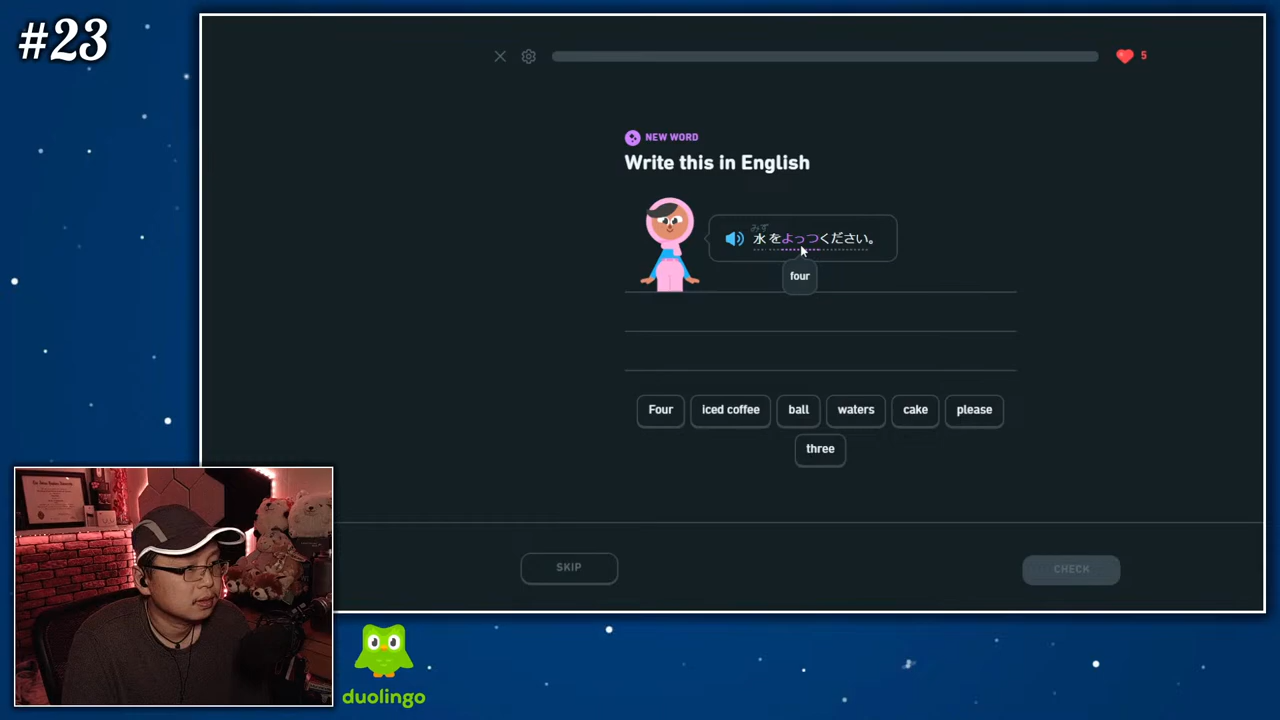 #23
5
NEW WORD
Write this in English
みず
水をよっつください。
four
Four iced coffee ball waters cake please
three
SKIP CHECK
duolingo